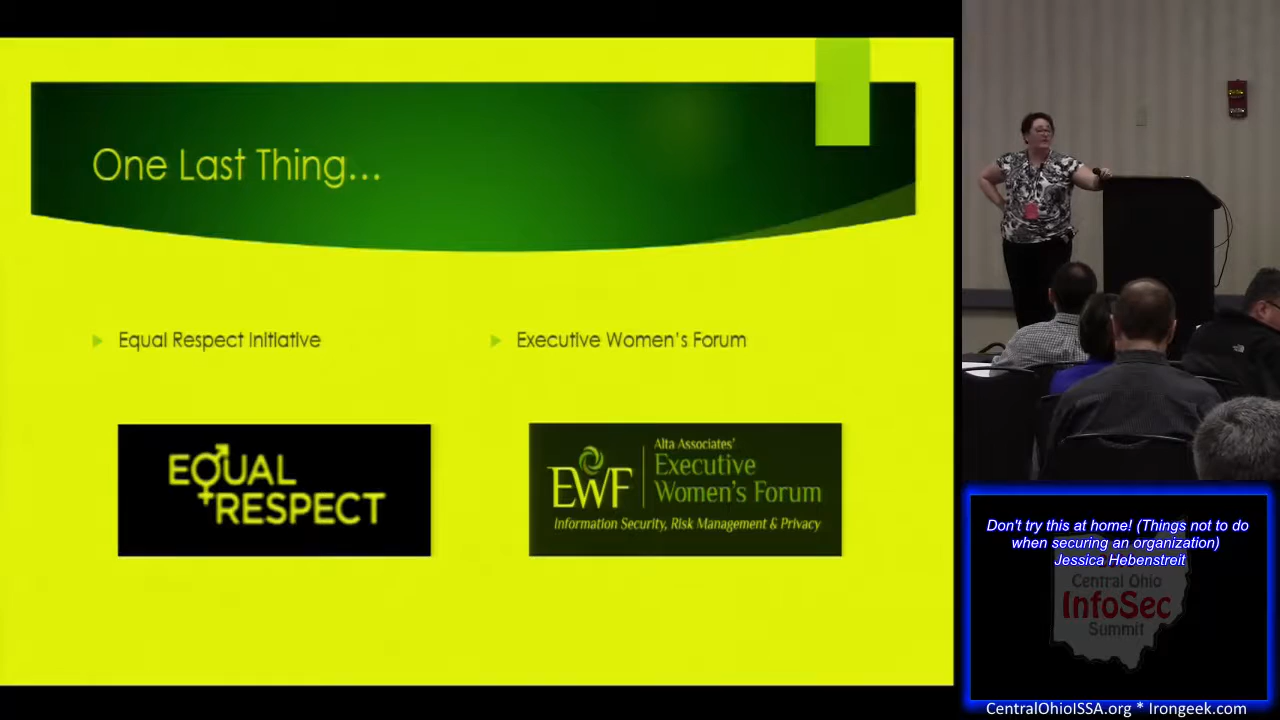 One Last Thing...
Equal Respect Initiative
Executive Women's Forum
EQUAL
RESPECT
Alta Associates'
EWF
Executive
Women's Forum
Information Security, Risk Management & Privacy
Don't try this at home! (Things not to do
when securing an organization)
Jessica Hebenstreit
Central Ohio
InfoSec
Summit
CentralOhioISSA.org * Irongeek.com